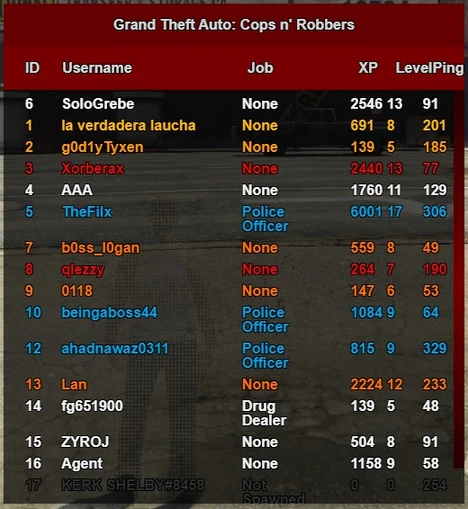 Grand Theft Auto: Cops n' Robbers
ID Username Job XP LevelPing
6 SoloGrebe None 2546 13 91
1 la verdadera laucha None 691 8 201
2 g0d1yTyxen None 139 5 185
3 Xorberax None 2440 13 77
4 AAA None 1760 11 129
5 TheFilx Police 6001 17 306
Officer
7 b0ss_l0gan None 559 8 49
8 qlezzy None 264 7 190
9 0118 None 147 6 53
10 beingaboss44 Police 1084 9 64
Officer
12 ahadnawaz0311 Police 815 9 329
Officer
13 Lan None 2224 12 233
14 fg651900 Drug 139 5 48
Dealer
15 ZYROJ None 504 8 91
16 Agent None 1158 9 58
17 KERK SHELBY#8458 Not 0 0 254
Spawned